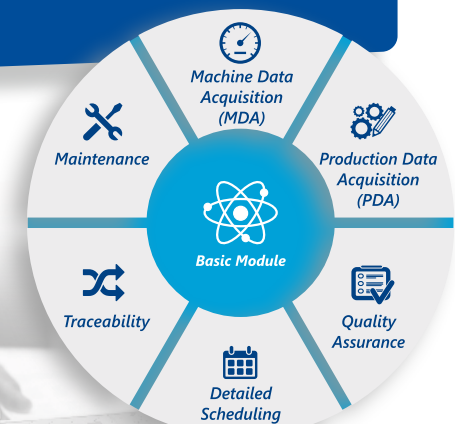 Machine Data
Acquisition
(MDA)
Maintenance
Production Data
Acquisition
(PDA)
Basic Module
Traceability
Quality
Assurance
Detailed
Scheduling